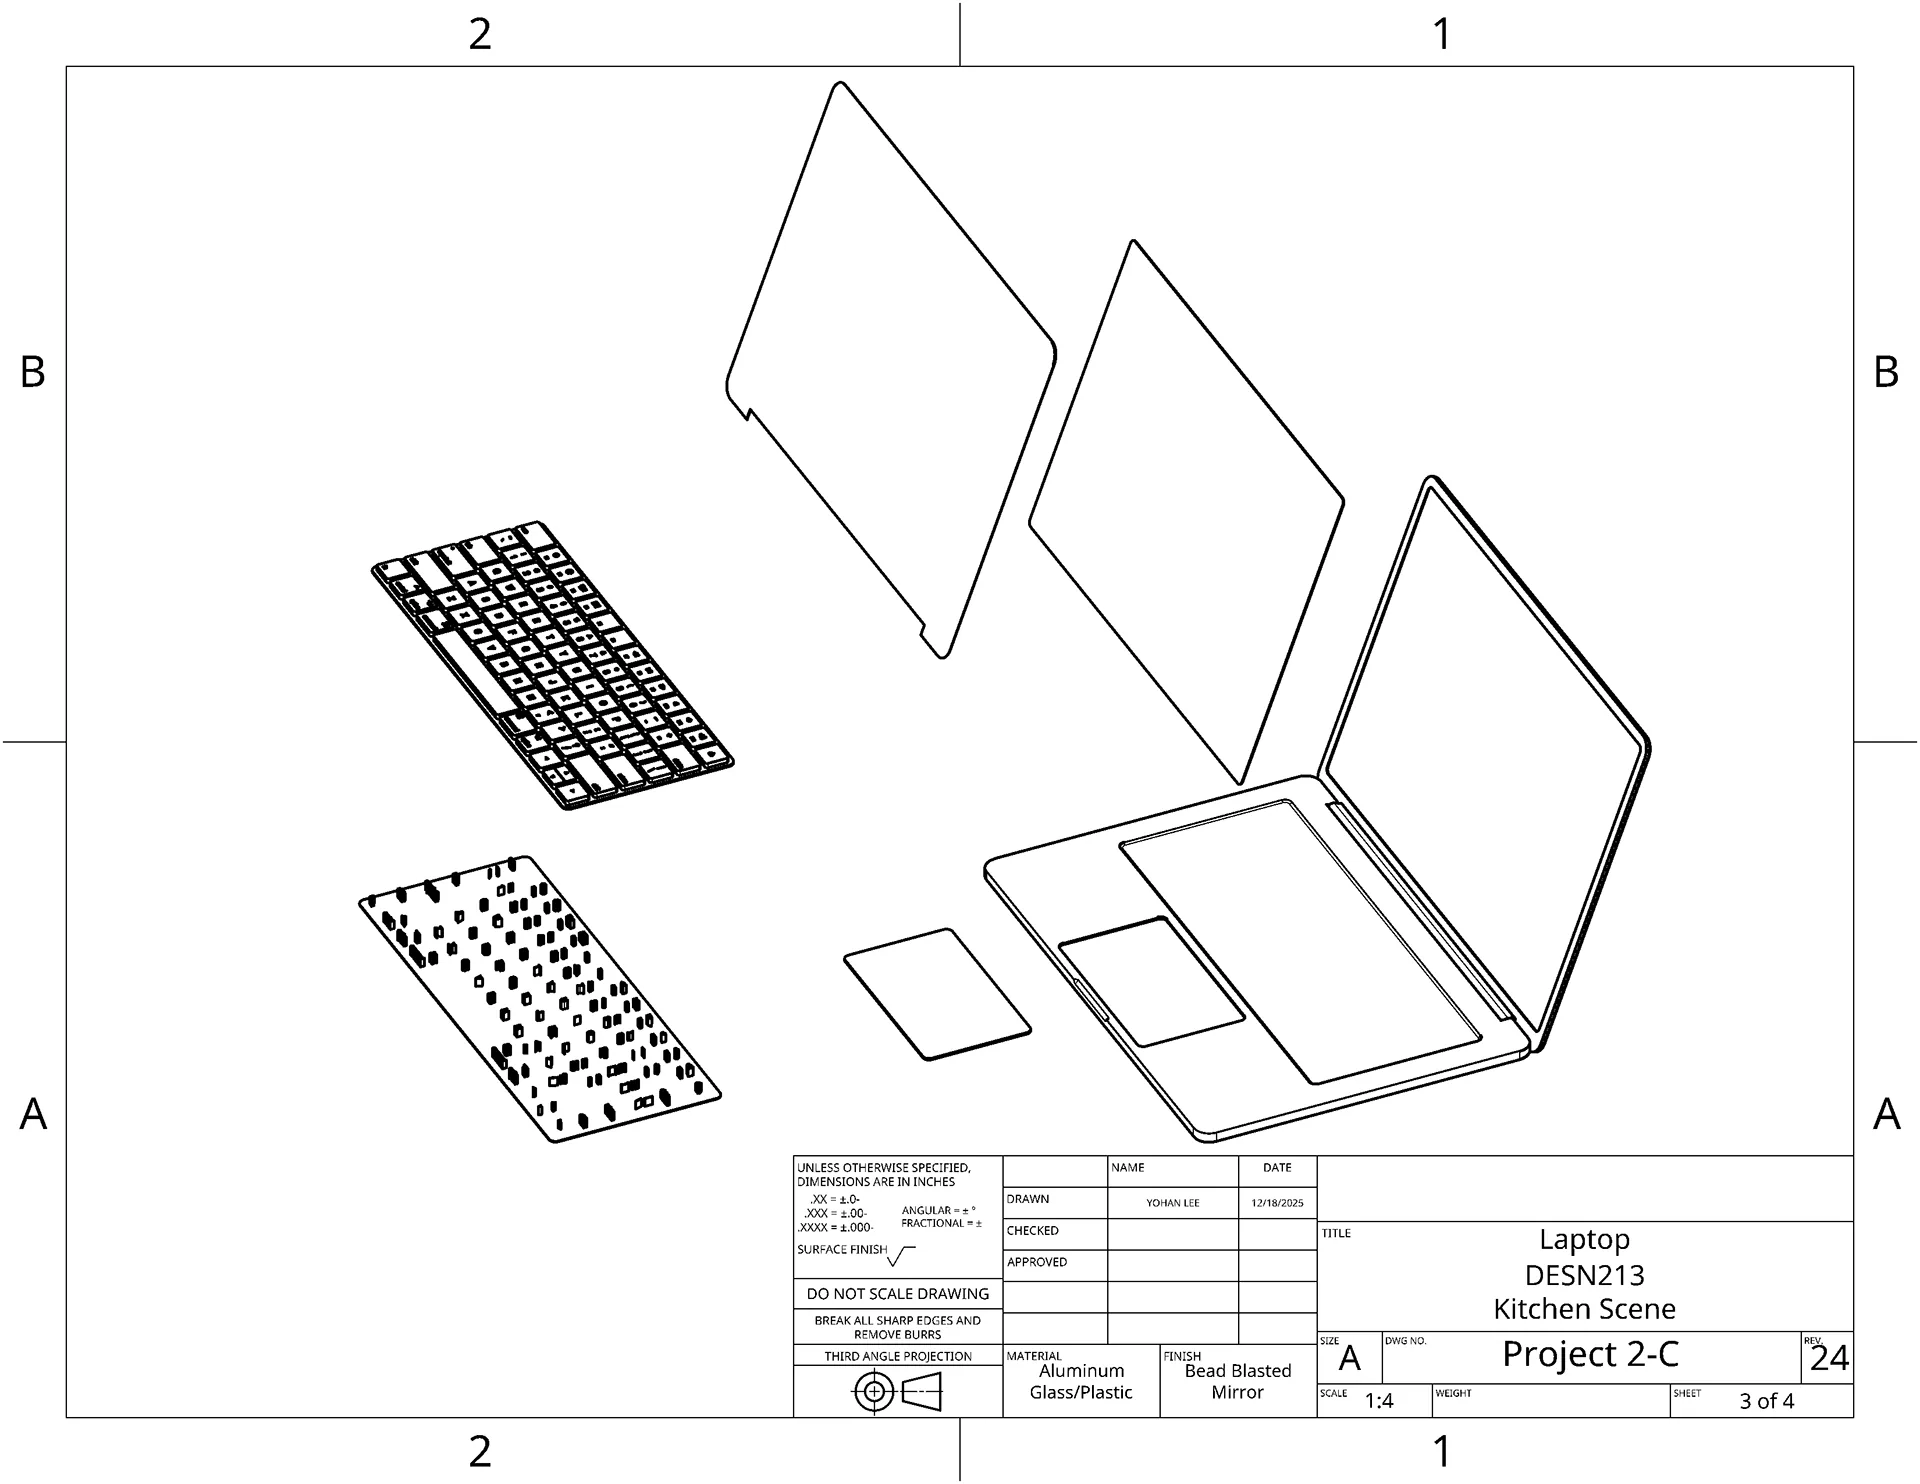 2
1
B
B
A
A
UNLESS OTHERWISE SPECIFIED,
DIMENSIONS ARE IN INCHES
.XX = ±.0-
.XXX = ±.00-
.XXXX = ±.000-
ANGULAR = ± °
FRACTIONAL = ±
SURFACE FINISH
DO NOT SCALE DRAWING
BREAK ALL SHARP EDGES AND
REMOVE BURRS
THIRD ANGLE PROJECTION
NAME
DATE
DRAWN
YOHAN LEE
12/18/2025
CHECKED
APPROVED
MATERIAL
Aluminum
Glass/Plastic
FINISH
Bead Blasted
Mirror
TITLE
Laptop
DESN213
Kitchen Scene
SIZE
A
DWG NO.
Project 2-C
REV.
24
SCALE
1:4
WEIGHT
SHEET
3 of 4
2
1